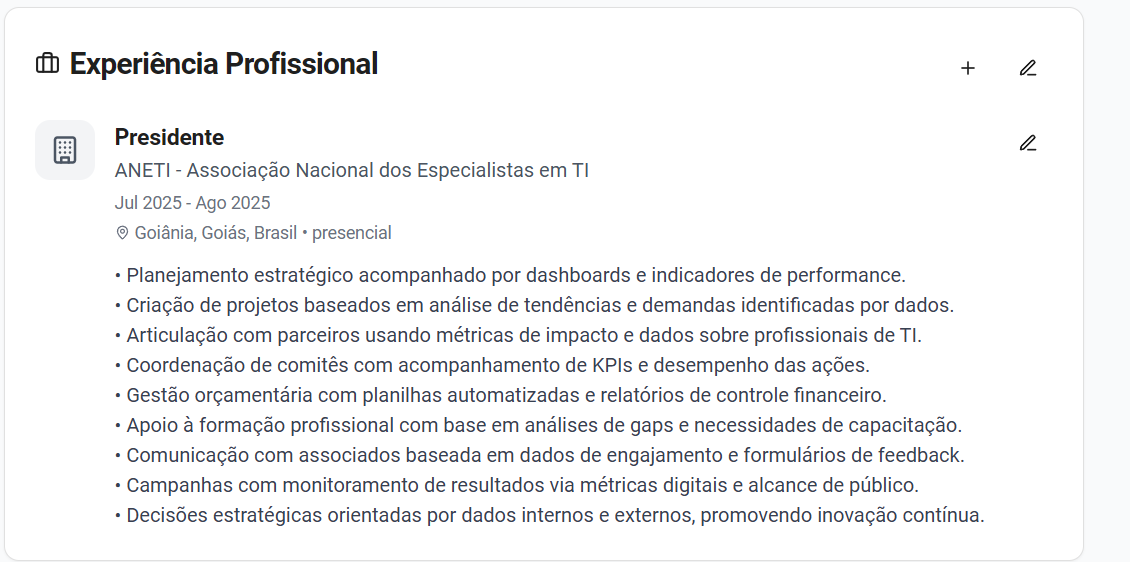 Experiência Profissional
Presidente
ANETI - Associação Nacional dos Especialistas em TI
Jul 2025 - Ago 2025
Goiânia, Goiás, Brasil • presencial
• Planejamento estratégico acompanhado por dashboards e indicadores de performance.
• Criação de projetos baseados em análise de tendências e demandas identificadas por dados.
• Articulação com parceiros usando métricas de impacto e dados sobre profissionais de TI.
• Coordenação de comitês com acompanhamento de KPIs e desempenho das ações.
• Gestão orçamentária com planilhas automatizadas e relatórios de controle financeiro.
• Apoio à formação profissional com base em análises de gaps e necessidades de capacitação.
• Comunicação com associados baseada em dados de engajamento e formulários de feedback.
• Campanhas com monitoramento de resultados via métricas digitais e alcance de público.
• Decisões estratégicas orientadas por dados internos e externos, promovendo inovação contínua.